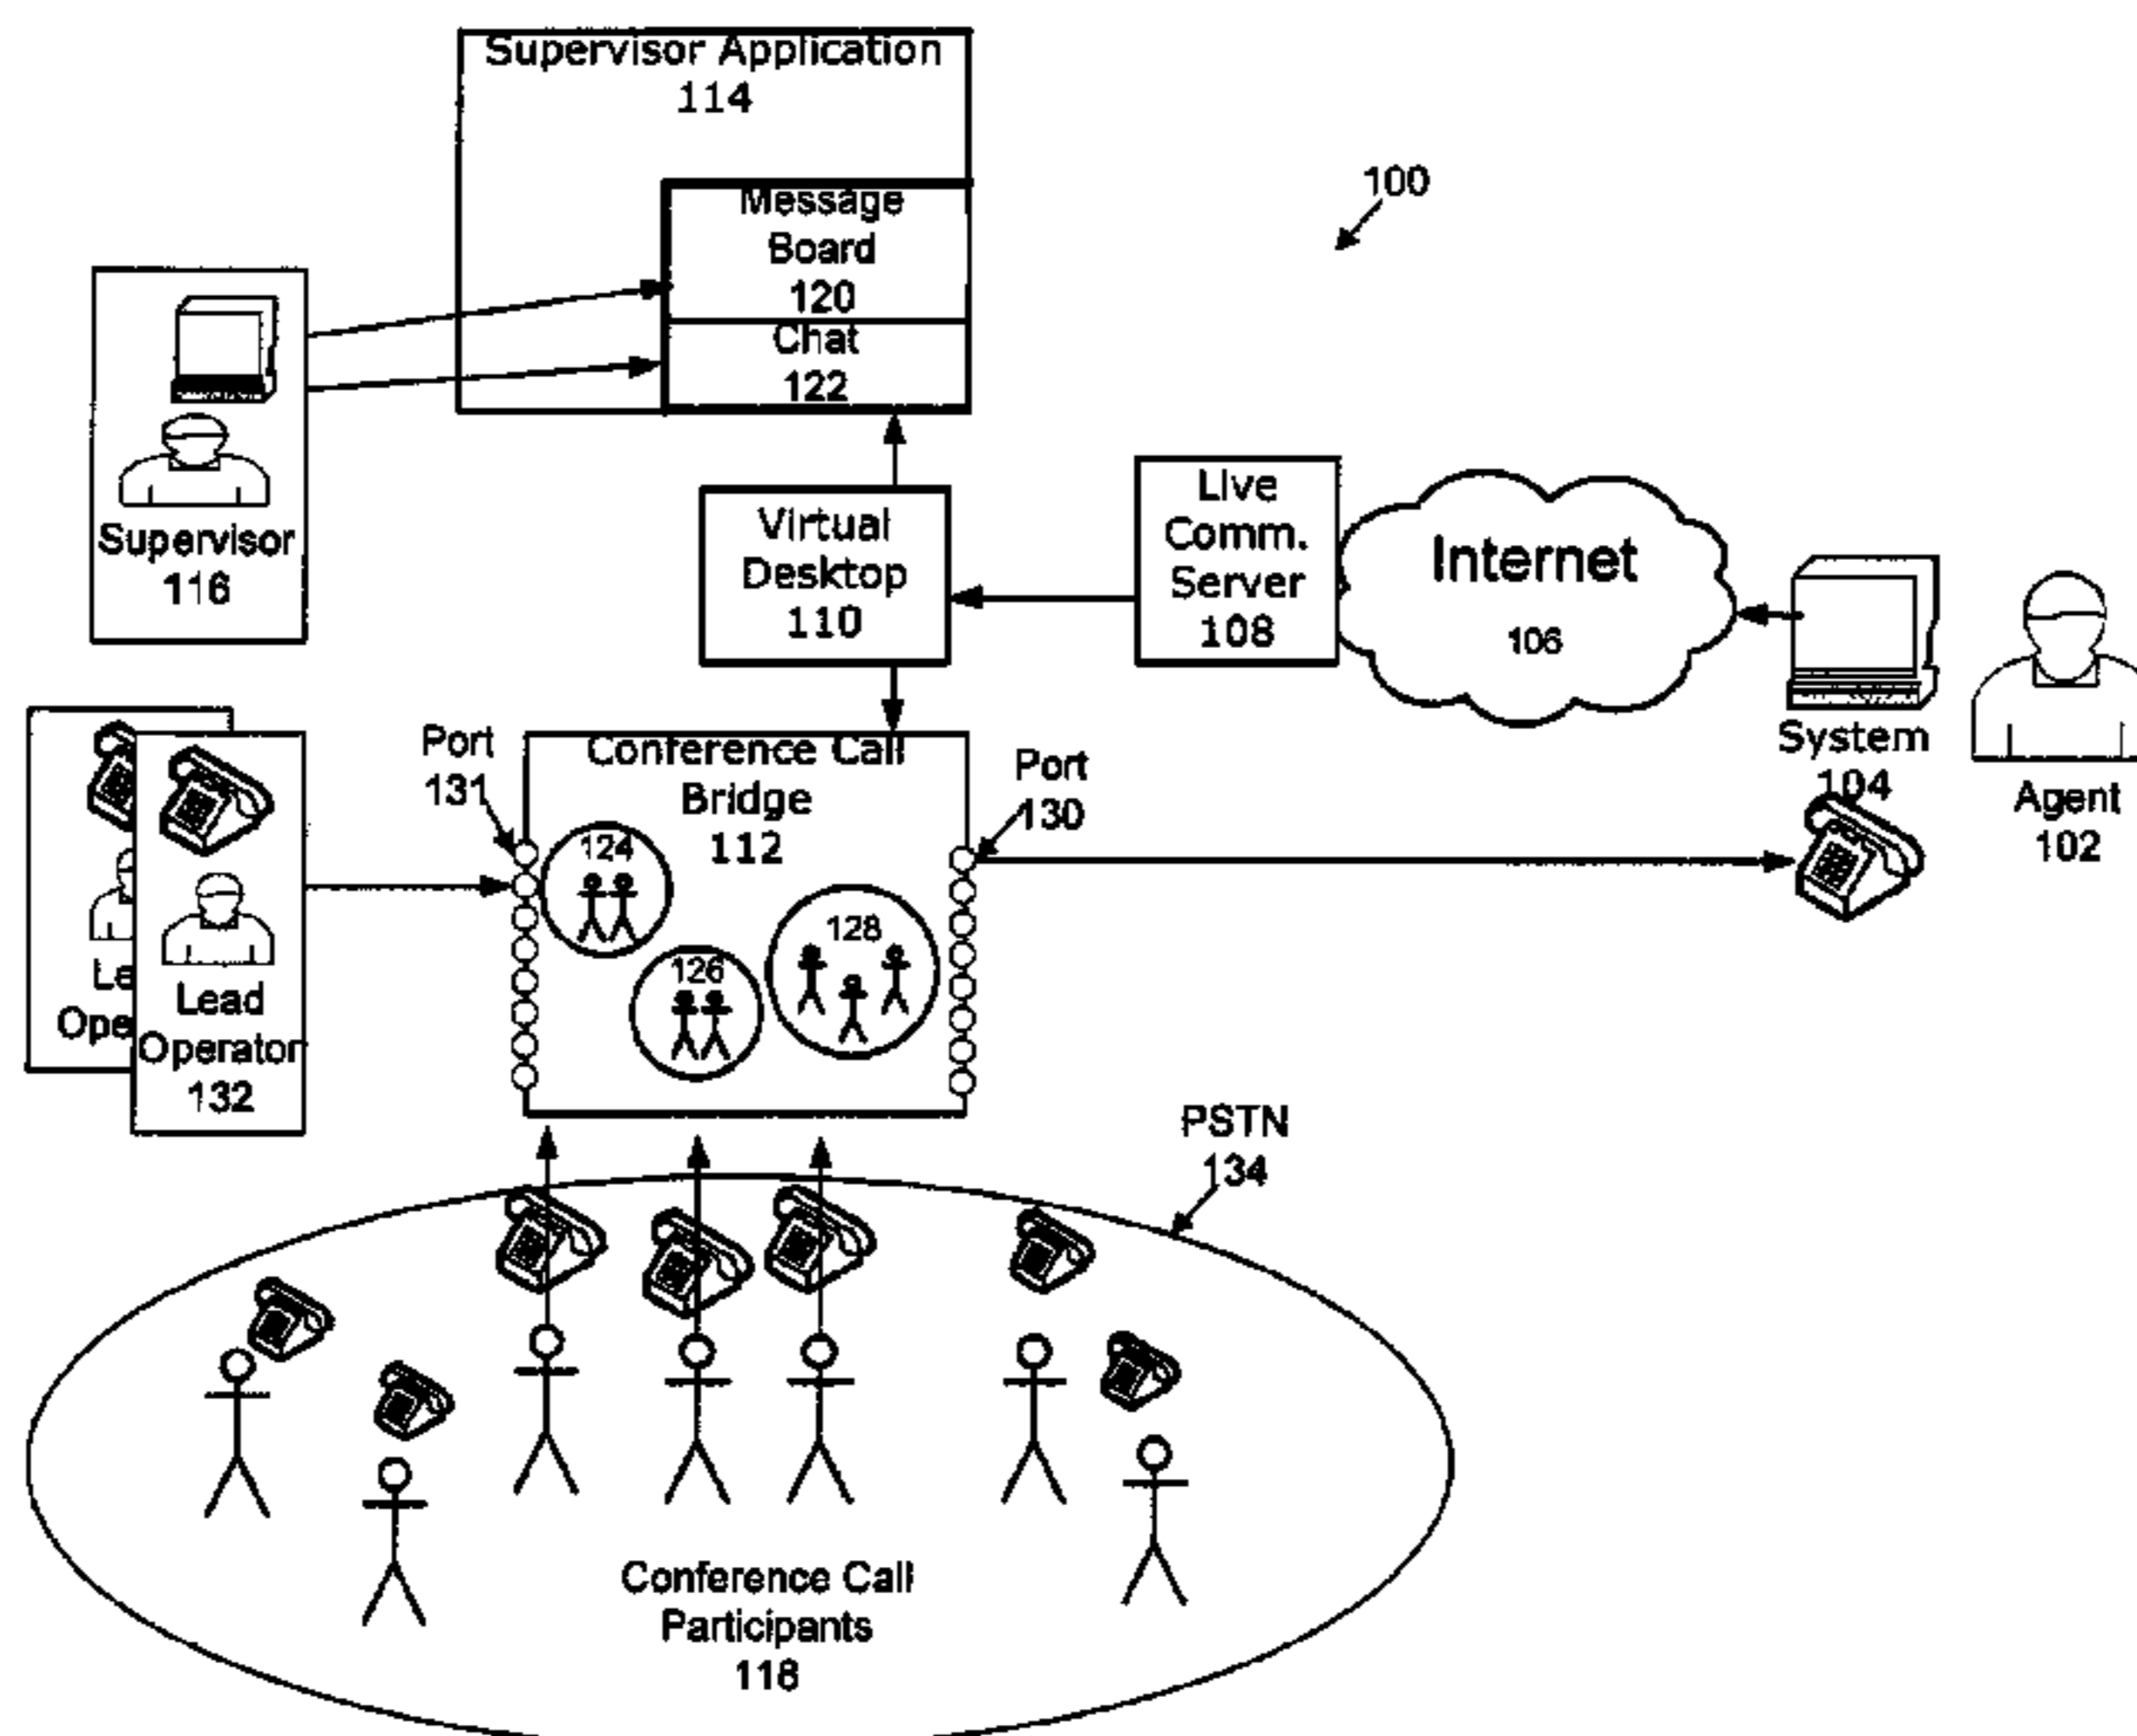 Supervisor Application
114
Message
Board
120
Chat
122
100
Supervisor
116
Virtual
Desktop
110
Live
Comm.
Server
108
Internet
106
System
104
Agent
102
Port
131
Conference Call
Bridge
112
Port
130
124
126
128
Le
Ope
Lead
Operator
132
PSTN
134
Conference Call
Participants
118